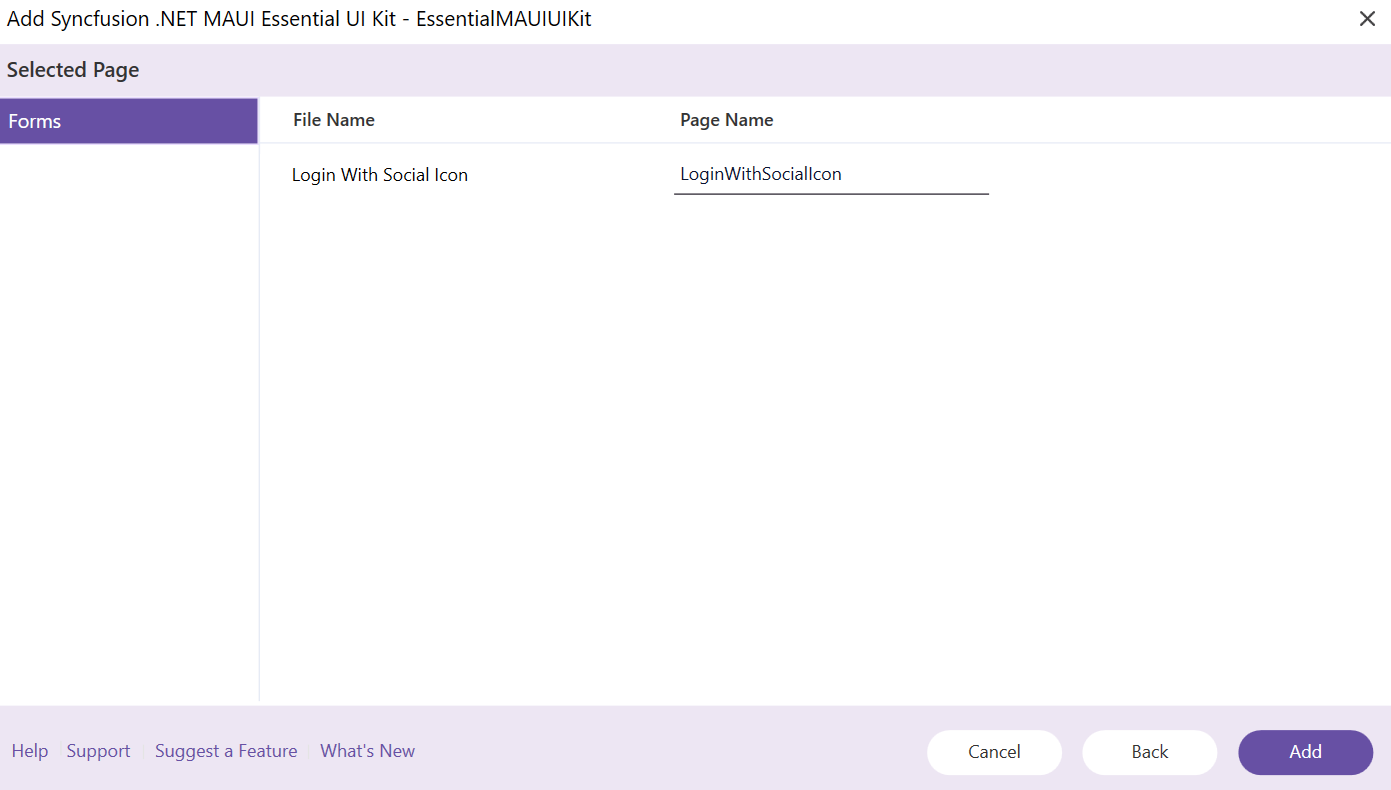 Add Syncfusion .NET MAUI Essential UI Kit - EssentialMAUIUIKit
Selected Page
Forms
File Name
Page Name
Login With Social Icon
LoginWithSocialIcon
Help
Support
Suggest a Feature
What's New
Cancel
Back
Add